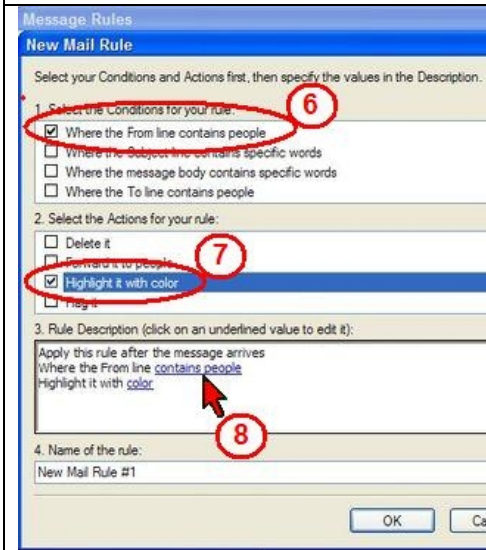 Message Rules
New Mail Rule
Select your Conditions and Actions first, then specify the values in the Description.
1. Select the Conditions for your rule:
6
Where the From line contains people
Where the Subject line contains specific words
Where the message body contains specific words
Where the To line contains people
2. Select the Actions for your rule:
Delete it
7
Forward it to people
Highlight it with color
Flag it
3. Rule Description (click on an underlined value to edit it):
Apply this rule after the message arrives
Where the From line contains people
Highlight it with color
8
4. Name of the rule:
New Mail Rule #1
OK
Ca